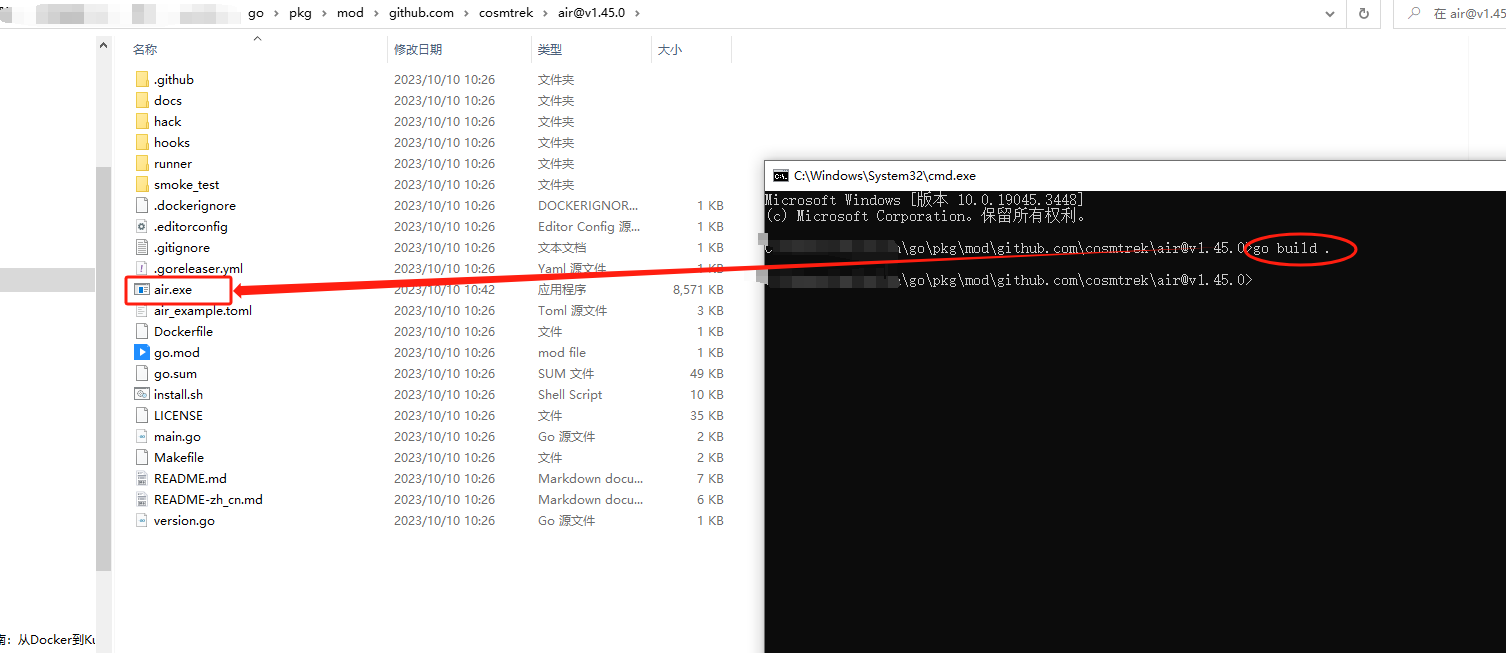 go › pkg › mod › github.com › cosmtrek › air@v1.45.0 ›
在 air@v1.45
名称 修改日期 类型 大小
.github 2023/10/10 10:26 文件夹
docs 2023/10/10 10:26 文件夹
hack 2023/10/10 10:26 文件夹
hooks 2023/10/10 10:26 文件夹
runner 2023/10/10 10:26 文件夹
smoke_test 2023/10/10 10:26 文件夹
.dockerignore 2023/10/10 10:26 DOCKERIGNOR... 1 KB
.editorconfig 2023/10/10 10:26 Editor Config 源... 1 KB
.gitignore 2023/10/10 10:26 文本文档 1 KB
.goreleaser.yml 2023/10/10 10:26 Yaml 源文件 1 KB
air.exe 2023/10/10 10:42 应用程序 8,571 KB
air_example.toml 2023/10/10 10:26 Toml 源文件 3 KB
Dockerfile 2023/10/10 10:26 文件 1 KB
go.mod 2023/10/10 10:26 mod file 1 KB
go.sum 2023/10/10 10:26 SUM 文件 49 KB
install.sh 2023/10/10 10:26 Shell Script 10 KB
LICENSE 2023/10/10 10:26 文件 35 KB
main.go 2023/10/10 10:26 Go 源文件 2 KB
Makefile 2023/10/10 10:26 文件 2 KB
README.md 2023/10/10 10:26 Markdown docu... 7 KB
README-zh_cn.md 2023/10/10 10:26 Markdown docu... 6 KB
version.go 2023/10/10 10:26 Go 源文件 1 KB
：从Docker到Ku
C:\Windows\System32\cmd.exe
Microsoft Windows [版本 10.0.19045.3448]
(c) Microsoft Corporation。保留所有权利。
\go\pkg\mod\github.com\cosmtrek\air@v1.45.0>go build .
\go\pkg\mod\github.com\cosmtrek\air@v1.45.0>